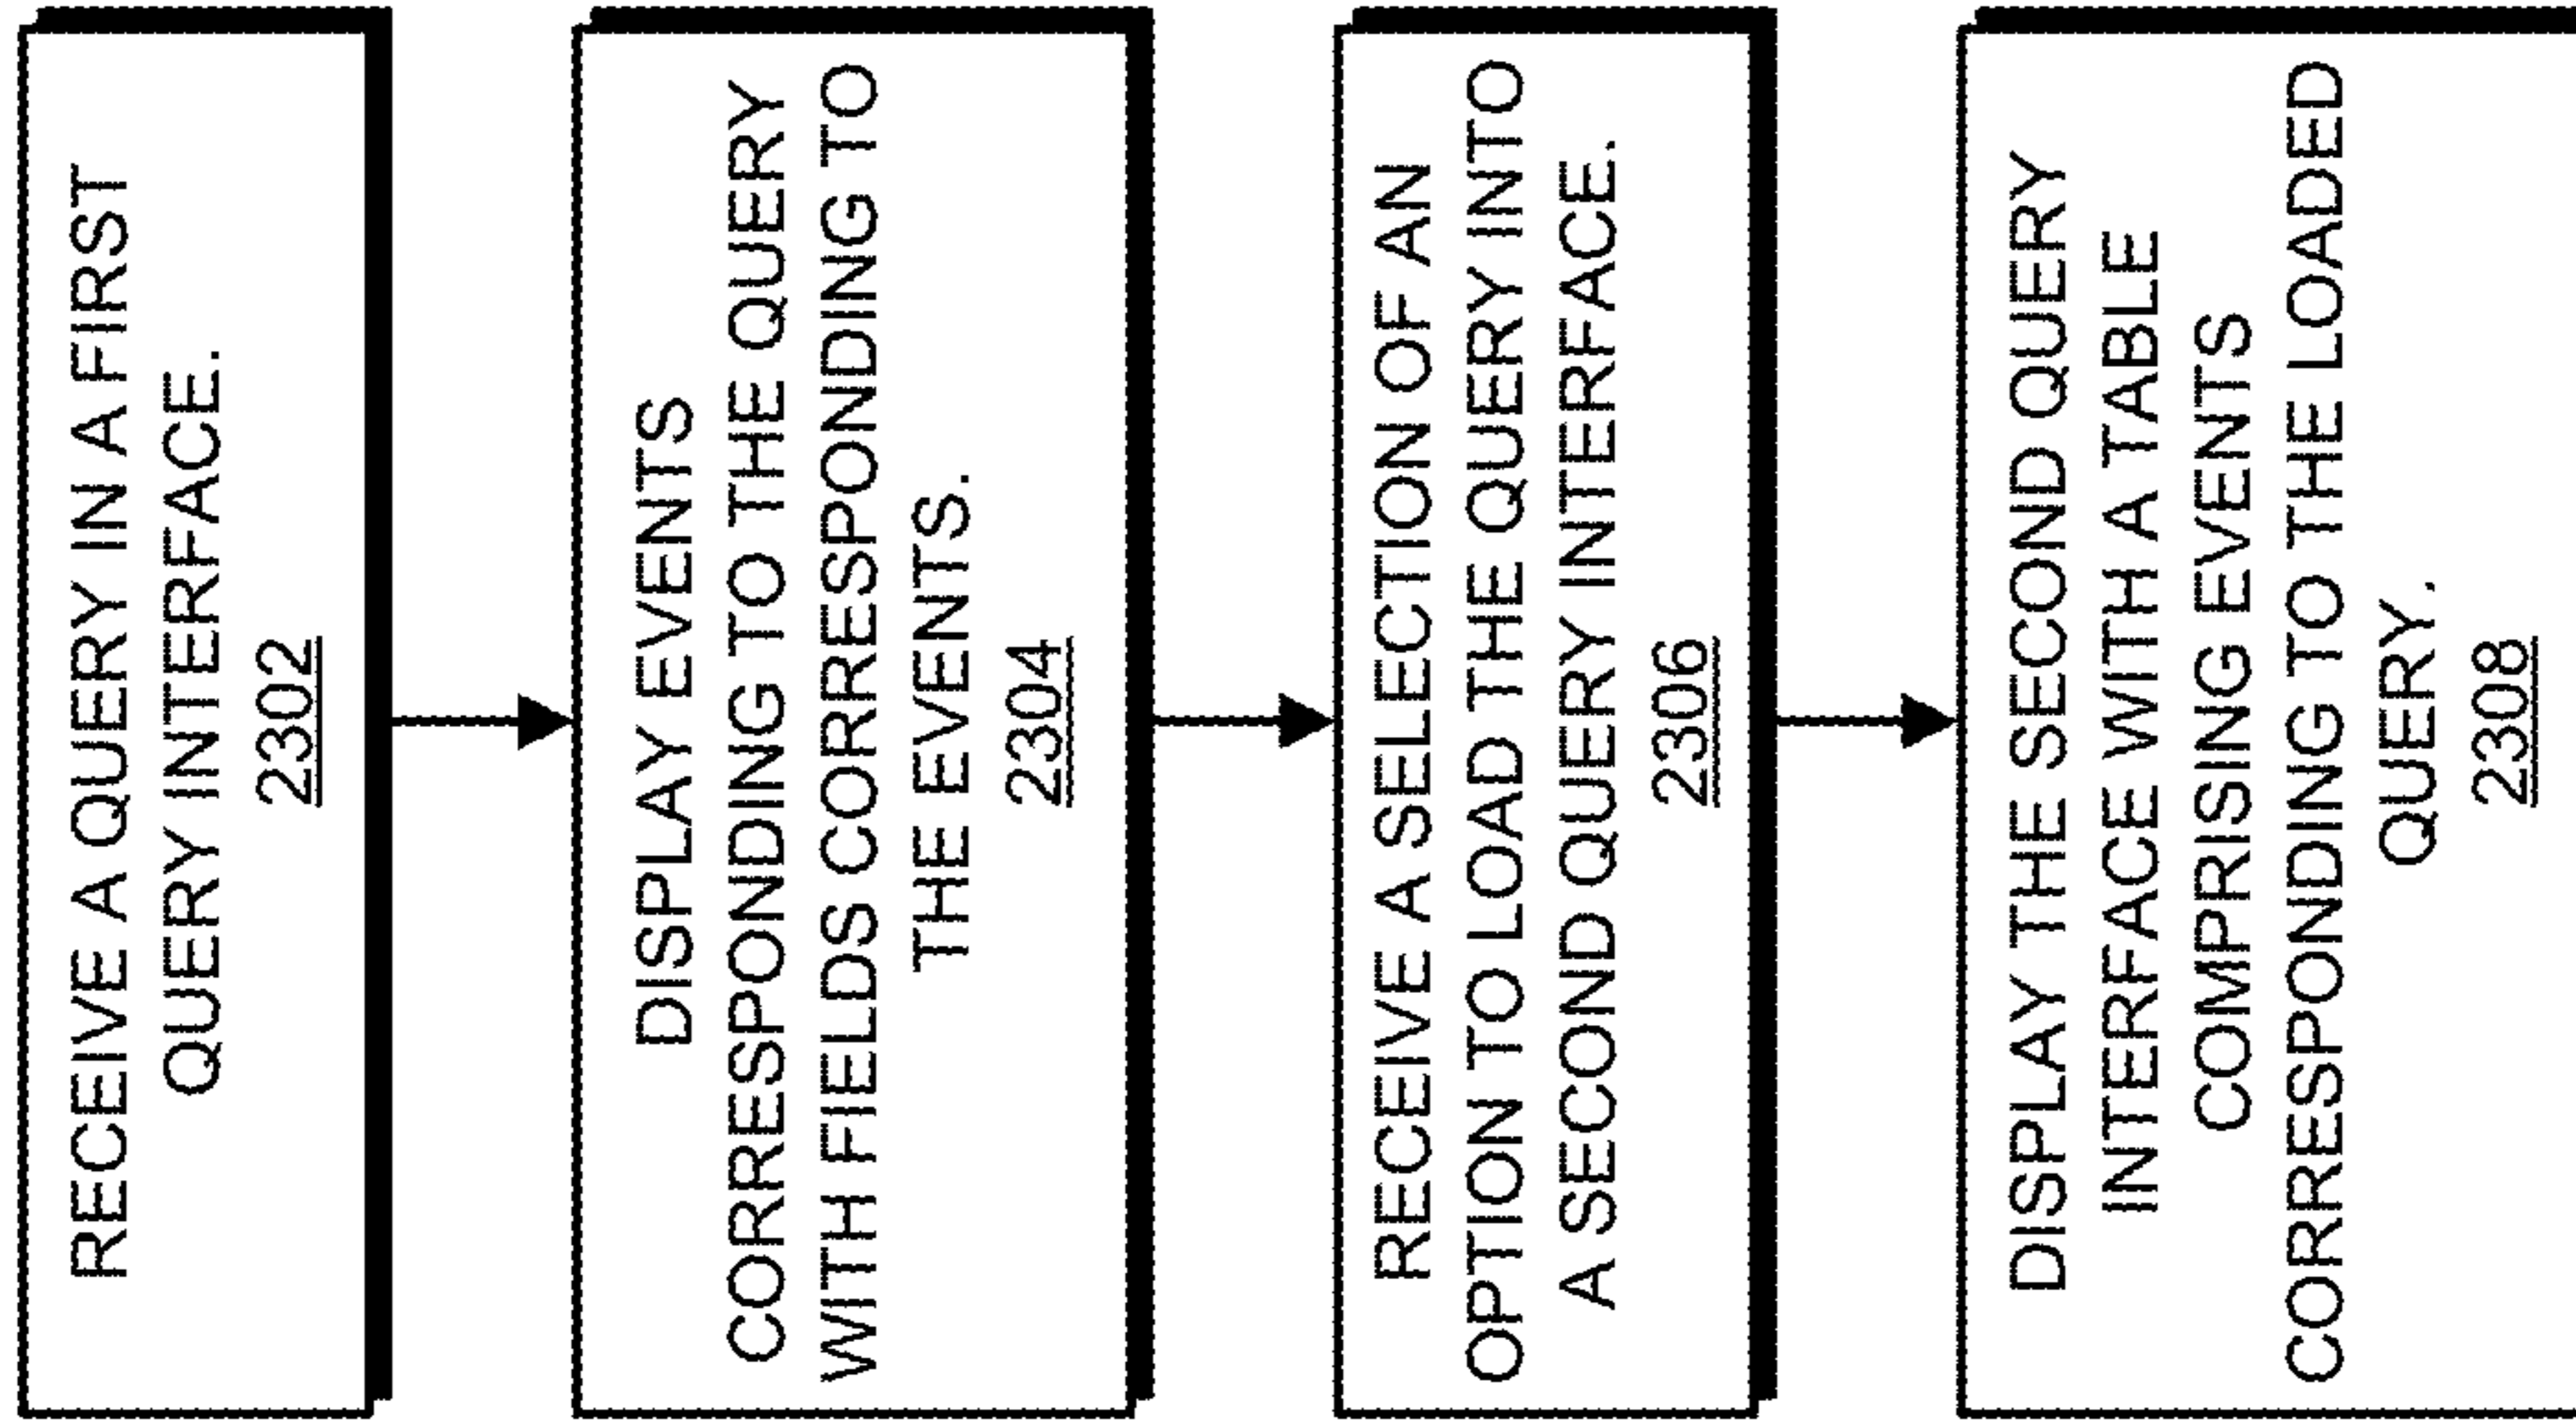 RECEIVE A QUERY IN A FIRST
QUERY INTERFACE.
2302
DISPLAY EVENTS
CORRESPONDING TO THE QUERY
WITH FIELDS CORRESPONDING TO
THE EVENTS.
2304
RECEIVE A SELECTION OF AN
OPTION TO LOAD THE QUERY INTO
A SECOND QUERY INTERFACE.
2306
DISPLAY THE SECOND QUERY
INTERFACE WITH A TABLE
COMPRISING EVENTS
CORRESPONDING TO THE LOADED
QUERY.
2308